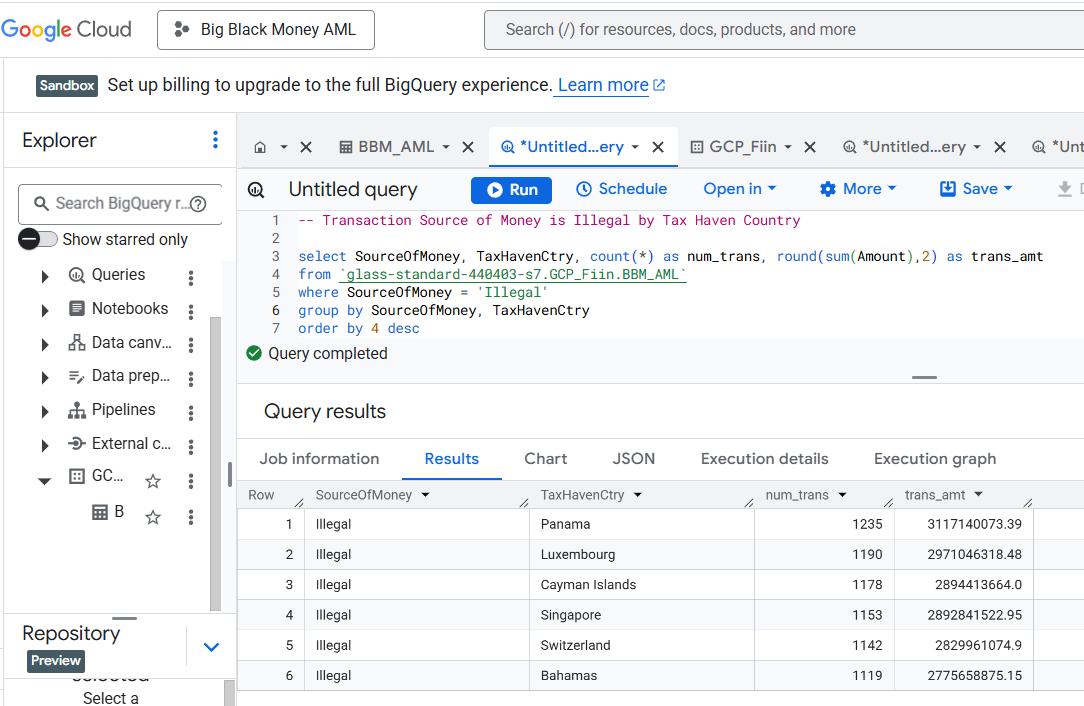 Google Cloud
Big Black Money AML
Search (/) for resources, docs, products, and more
Sandbox Set up billing to upgrade to the full BigQuery experience. Learn more
Explorer
Search BigQuery r...
Show starred only
Queries
Notebooks
Data canv...
Data prep...
Pipelines
External c...
GC...
B
Repository
Preview
Select a
BBM_AML
*Untitled...ery
GCP_Fiin
*Untitled...ery
*Unt
Untitled query
Run
Schedule
Open in
More
Save
1 -- Transaction Source of Money is Illegal by Tax Haven Country
2
3 select SourceOfMoney, TaxHavenCtry, count(*) as num_trans, round(sum(Amount),2) as trans_amt
4 from `glass-standard-440403-s7.GCP_Fiin.BBM_AML`
5 where SourceOfMoney = 'Illegal'
6 group by SourceOfMoney, TaxHavenCtry
7 order by 4 desc
Query completed
Query results
Job information Results Chart JSON Execution details Execution graph
Row SourceOfMoney TaxHavenCtry num_trans trans_amt
1 Illegal Panama 1235 3117140073.39
2 Illegal Luxembourg 1190 2971046318.48
3 Illegal Cayman Islands 1178 2894413664.0
4 Illegal Singapore 1153 2892841522.95
5 Illegal Switzerland 1142 2829961074.9
6 Illegal Bahamas 1119 2775658875.15